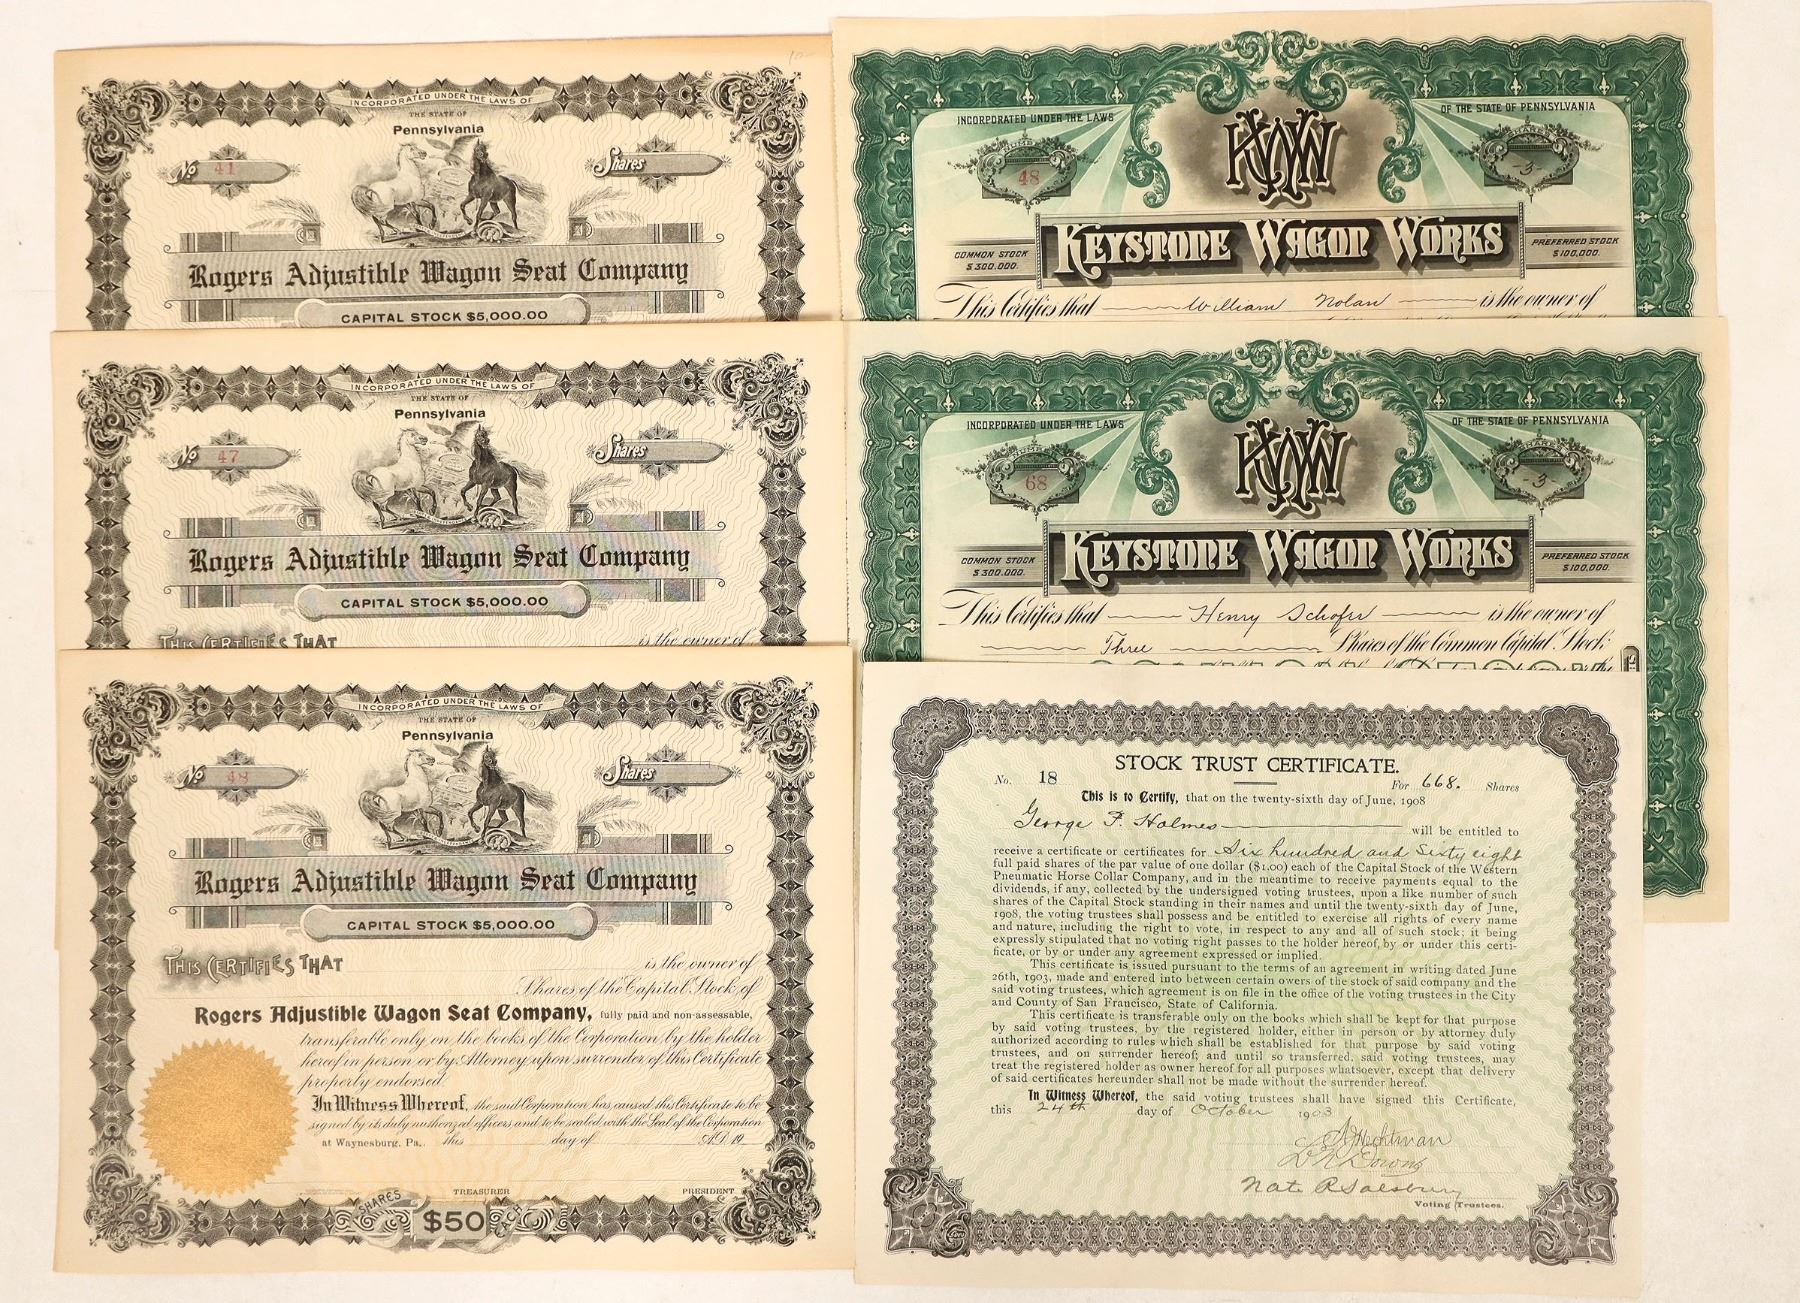 10-
INCORPORATED UNDER THE LAWS OF
THE STATE OF
Pennsylvania
No 41
Shares
Rogers Adjustible Wagon Seat Company
CAPITAL STOCK $5,000.00
INCORPORATED UNDER THE LAWS OF
THE STATE OF
Pennsylvania
No 47
Shares
Rogers Adjustible Wagon Seat Company
CAPITAL STOCK $5,000.00
THIS CERTIFIES THAT
is the owner of
INCORPORATED UNDER THE LAWS OF
THE STATE OF
Pennsylvania
No 48
Shares
Rogers Adjustible Wagon Seat Company
CAPITAL STOCK $5,000.00
THIS CERTIFIES THAT
is the owner of
Shares of the Capital Stock of
Rogers Adjustible Wagon Seat Company, fully paid and non-assessable,
transferable only on the books of the Corporation by the holder
hereof in person or by Attorney upon surrender of this Certificate
properly endorsed.
In Witness Whereof, the said Corporation has caused this Certificate to be
signed by its duly authorized officers and to be sealed with the Seal of the Corporation
at Waynesburg, Pa., this day of A.D. 19
TREASURER
PRESIDENT
SHARES $50 EACH
INCORPORATED UNDER THE LAWS
OF THE STATE OF PENNSYLVANIA
NUMBER
48
KWW
SHARES
-3-
COMMON STOCK
$300,000.
KEYSTONE WAGON WORKS
PREFERRED STOCK
$100,000.
This Certifies that William Nolan is the owner of
INCORPORATED UNDER THE LAWS
OF THE STATE OF PENNSYLVANIA
NUMBER
68
KWW
SHARES
-3-
COMMON STOCK
$300,000.
KEYSTONE WAGON WORKS
PREFERRED STOCK
$100,000.
This Certifies that Henry Schofer is the owner of
Three Shares of the Common Capital Stock
STOCK TRUST CERTIFICATE.
No. 18
For 668. Shares
This is to Certify, that on the twenty-sixth day of June, 1908
George F. Holmes will be entitled to
receive a certificate or certificates for Six hundred and Sixty eight
full paid shares of the par value of one dollar ($1.00) each of the Capital Stock of the Western
Pneumatic Horse Collar Company, and in the meantime to receive payments equal to the
dividends, if any, collected by the undersigned voting trustees, upon a like number of such
shares of the Capital Stock standing in their names and until the twenty-sixth day of June,
1908, the voting trustees shall possess and be entitled to exercise all rights of every name
and nature, including the right to vote, in respect to any and all of such stock; it being
expressly stipulated that no voting right passes to the holder hereof, by or under this certi-
ficate, or by or under any agreement expressed or implied.
This certificate is issued pursuant to the terms of an agreement in writing dated June
26th, 1903, made and entered into between certain owers of the stock of said company and the
said voting trustees, which agreement is on file in the office of the voting trustees in the City
and County of San Francisco, State of California.
This certificate is transferable only on the books which shall be kept for that purpose
by said voting trustees, by the registered holder, either in person or by attorney duly
authorized according to rules which shall be established for that purpose by said voting
trustees, and on surrender hereof; and until so transferred, said voting trustees, may
treat the registered holder as owner hereof for all purposes whatsoever, except that delivery
of said certificates hereunder shall not be made without the surrender hereof.
In Witness Whereof, the said voting trustees shall have signed this Certificate,
this 24th day of October 1903
Hechtman
Downs
Nate R Salsbury
Voting Trustees.